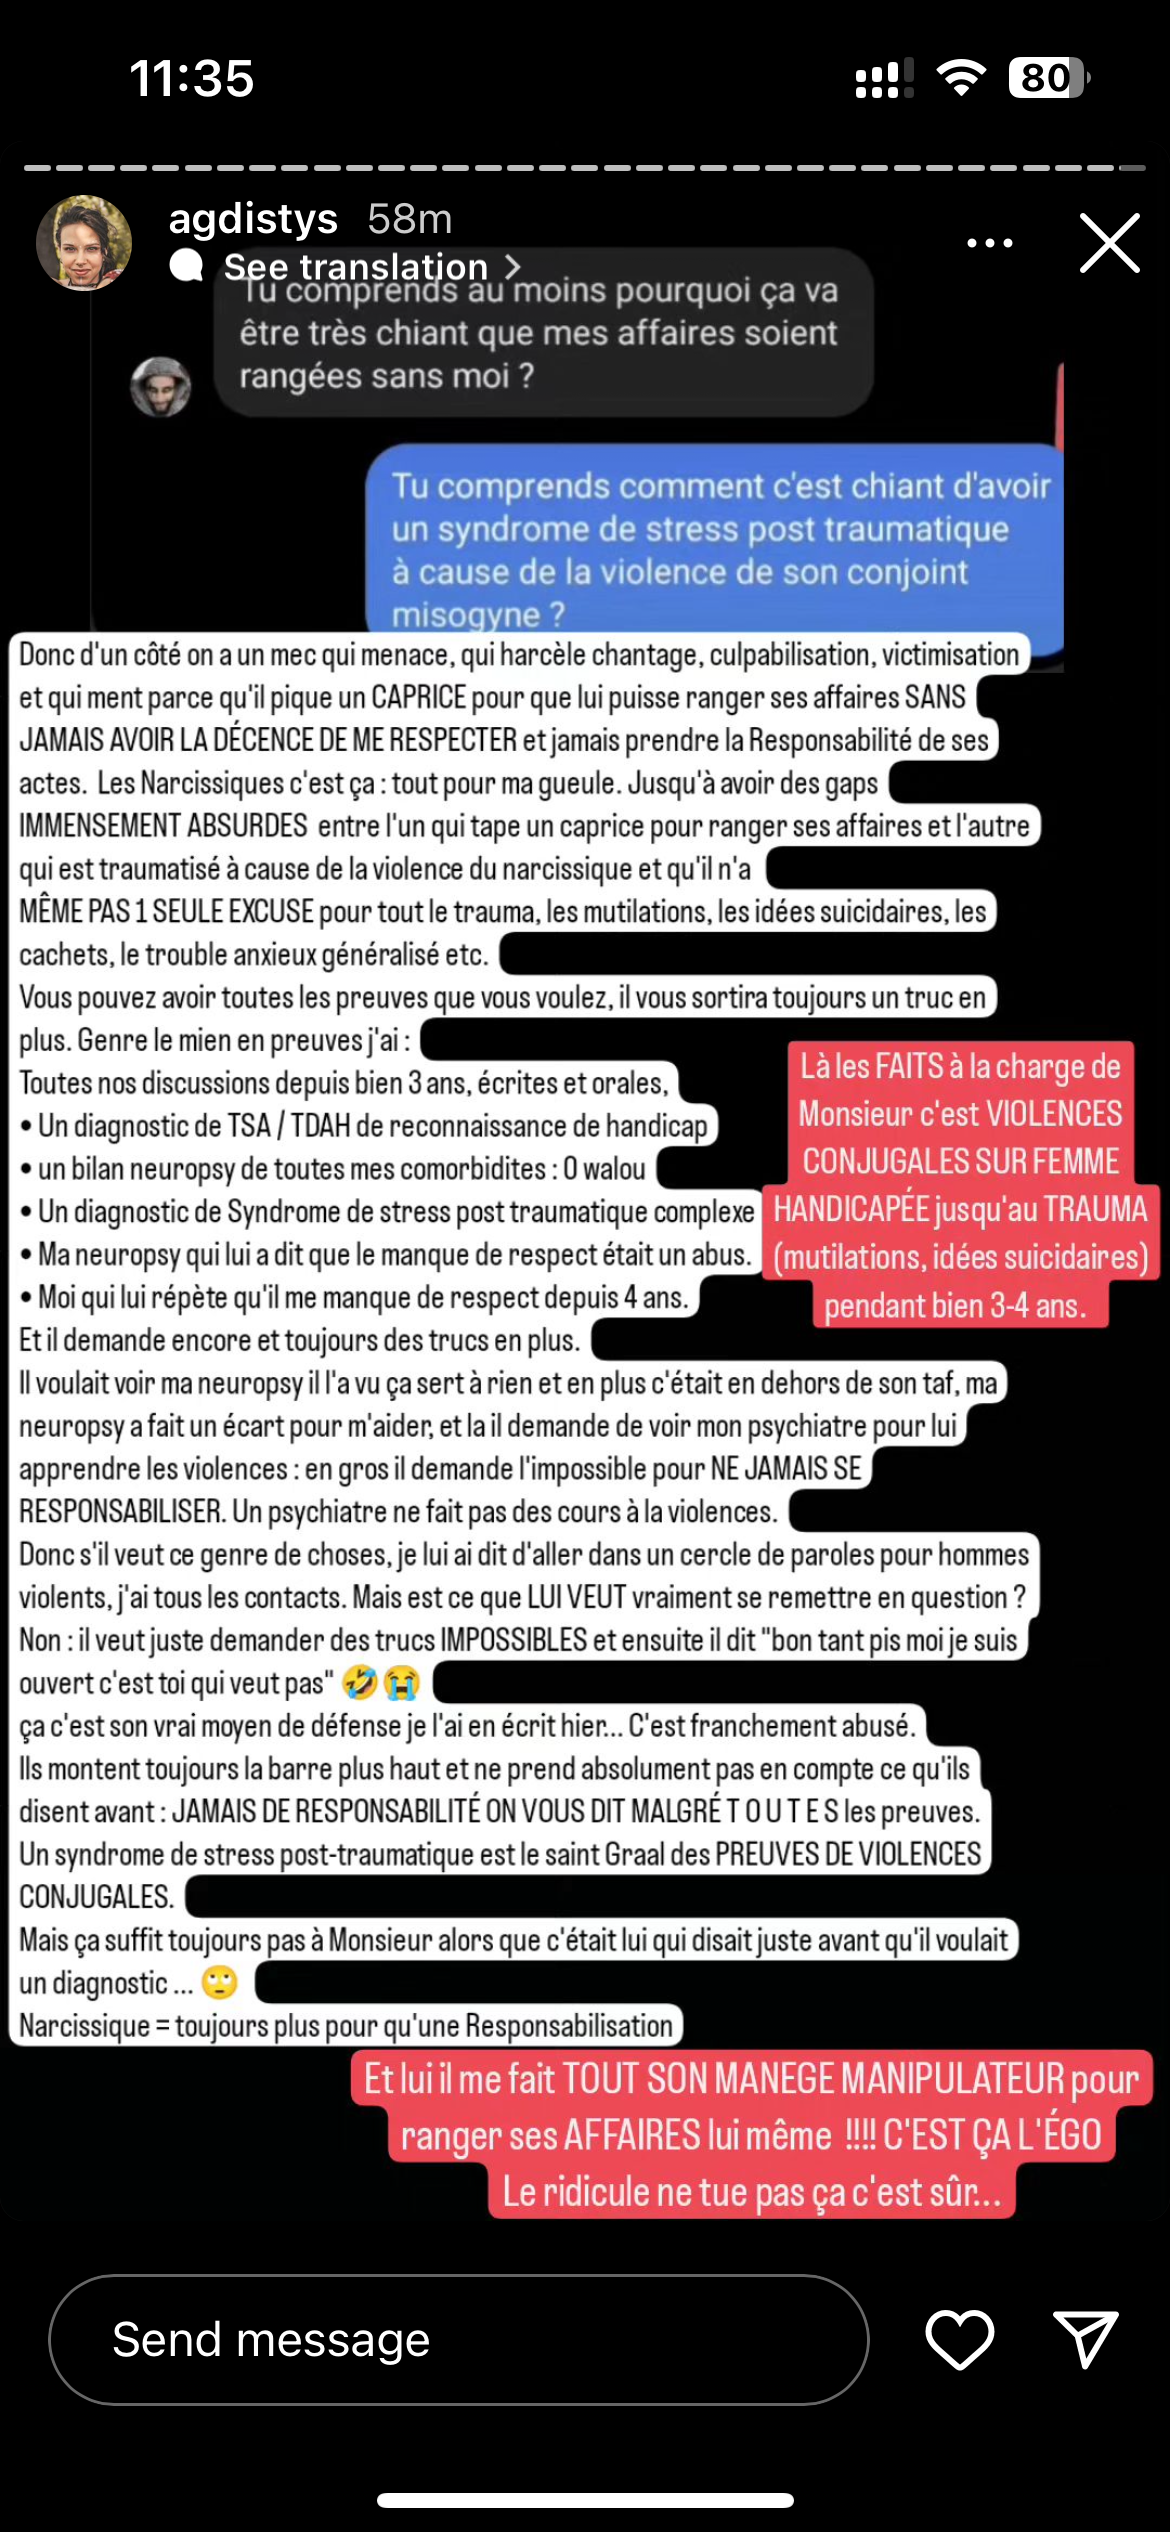 11:35
80
agdistys 58m
See translation >
Tu comprends au moins pourquoi ça va
être très chiant que mes affaires soient
rangées sans moi ?
Tu comprends comment c'est chiant d'avoir
un syndrome de stress post traumatique
à cause de la violence de son conjoint
misogyne ?
Donc d'un côté on a un mec qui menace, qui harcèle chantage, culpabilisation, victimisation
et qui ment parce qu'il pique un CAPRICE pour que lui puisse ranger ses affaires SANS
JAMAIS AVOIR LA DÉCENCE DE ME RESPECTER et jamais prendre la Responsabilité de ses
actes. Les Narcissiques c'est ça : tout pour ma gueule. Jusqu'à avoir des gaps
IMMENSEMENT ABSURDES entre l'un qui tape un caprice pour ranger ses affaires et l'autre
qui est traumatisé à cause de la violence du narcissique et qu'il n'a
MÊME PAS 1 SEULE EXCUSE pour tout le trauma, les mutilations, les idées suicidaires, les
cachets, le trouble anxieux généralisé etc.
Vous pouvez avoir toutes les preuves que vous voulez, il vous sortira toujours un truc en
plus. Genre le mien en preuves j'ai :
Toutes nos discussions depuis bien 3 ans, écrites et orales,
• Un diagnostic de TSA / TDAH de reconnaissance de handicap
• un bilan neuropsy de toutes mes comorbidites : 0 walou
• Un diagnostic de Syndrome de stress post traumatique complexe
• Ma neuropsy qui lui a dit que le manque de respect était un abus.
• Moi qui lui répète qu'il me manque de respect depuis 4 ans.
Et il demande encore et toujours des trucs en plus.
Là les FAITS à la charge de
Monsieur c'est VIOLENCES
CONJUGALES SUR FEMME
HANDICAPÉE jusqu'au TRAUMA
(mutilations, idées suicidaires)
pendant bien 3-4 ans.
Il voulait voir ma neuropsy il l'a vu ça sert à rien et en plus c'était en dehors de son taf, ma
neuropsy a fait un écart pour m'aider, et la il demande de voir mon psychiatre pour lui
apprendre les violences : en gros il demande l'impossible pour NE JAMAIS SE
RESPONSABILISER. Un psychiatre ne fait pas des cours à la violences.
Donc s'il veut ce genre de choses, je lui ai dit d'aller dans un cercle de paroles pour hommes
violents, j'ai tous les contacts. Mais est ce que LUI VEUT vraiment se remettre en question ?
Non : il veut juste demander des trucs IMPOSSIBLES et ensuite il dit "bon tant pis moi je suis
ouvert c'est toi qui veut pas" 🤣😭
ça c'est son vrai moyen de défense je l'ai en écrit hier... C'est franchement abusé.
Ils montent toujours la barre plus haut et ne prend absolument pas en compte ce qu'ils
disent avant : JAMAIS DE RESPONSABILITÉ ON VOUS DIT MALGRÉ T O U T E S les preuves.
Un syndrome de stress post-traumatique est le saint Graal des PREUVES DE VIOLENCES
CONJUGALES.
Mais ça suffit toujours pas à Monsieur alors que c'était lui qui disait juste avant qu'il voulait
un diagnostic ... 🙄
Narcissique = toujours plus pour qu'une Responsabilisation
Et lui il me fait TOUT SON MANEGE MANIPULATEUR pour
ranger ses AFFAIRES lui même !!!! C'EST ÇA L'ÉGO
Le ridicule ne tue pas ça c'est sûr...
Send message